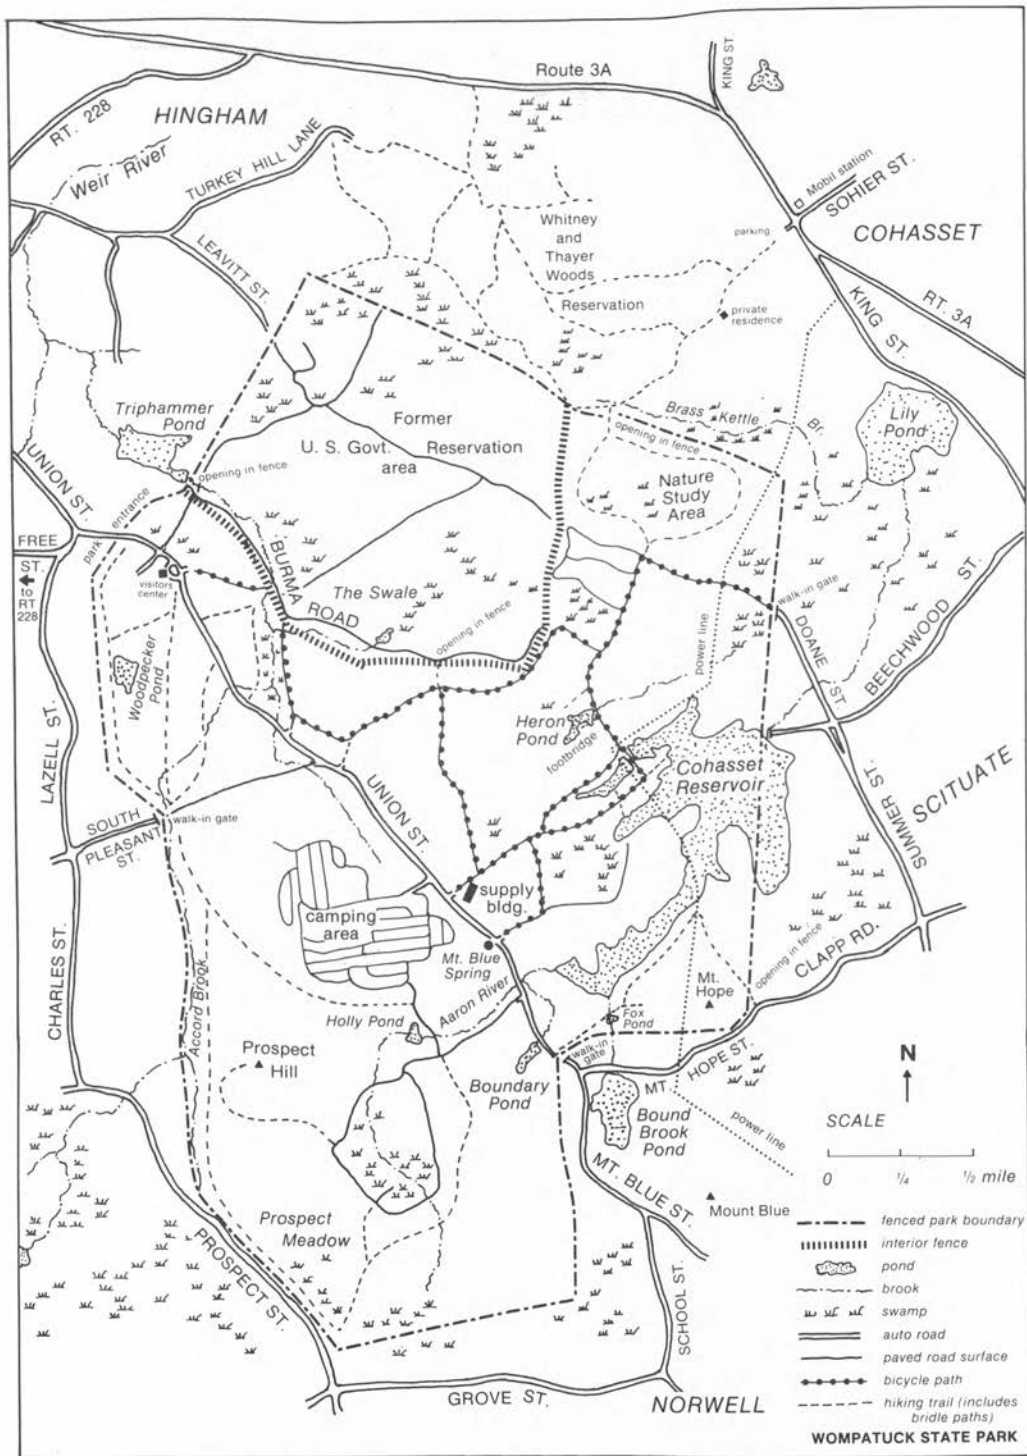 Route 3A
KING ST.
RT. 228
HINGHAM
Weir River
TURKEY HILL LANE
LEAVITT ST.
Mobil station
SOHIER ST.
parking
COHASSET
Whitney
and
Thayer
Woods
Reservation
private
residence
KING ST.
RT. 3A
Triphammer
Pond
Former
U. S. Govt. Reservation
area
Brass Kettle Br.
opening in fence
Lily
Pond
UNION ST.
park entrance
opening in fence
Nature
Study
Area
FREE
ST.
to
RT
228
visitors
center
BURMA
ROAD
The Swale
opening in fence
power line
walk-in gate
DOANE ST.
BEECHWOOD ST.
Woodpecker
Pond
LAZELL ST.
Heron
Pond
footbridge
Cohasset
Reservoir
SOUTH
PLEASANT
ST.
walk-in gate
UNION ST.
SUMMER ST.
SCITUATE
supply
bldg.
camping
area
CHARLES ST.
Accord Brook
Mt. Blue
Spring
Aaron River
Mt.
Hope
opening in fence
CLAPP RD.
Holly Pond
Fox
Pond
Prospect
Hill
walk-in
gate
Boundary
Pond
MT. HOPE ST.
N
Bound
Brook
Pond
power line
SCALE
0 1/4 1/2 mile
MT. BLUE ST.
Mount Blue
Prospect
Meadow
PROSPECT ST.
SCHOOL ST.
GROVE ST.
NORWELL
fenced park boundary
interior fence
pond
brook
swamp
auto road
paved road surface
bicycle path
hiking trail (includes
bridle paths)
WOMPATUCK STATE PARK